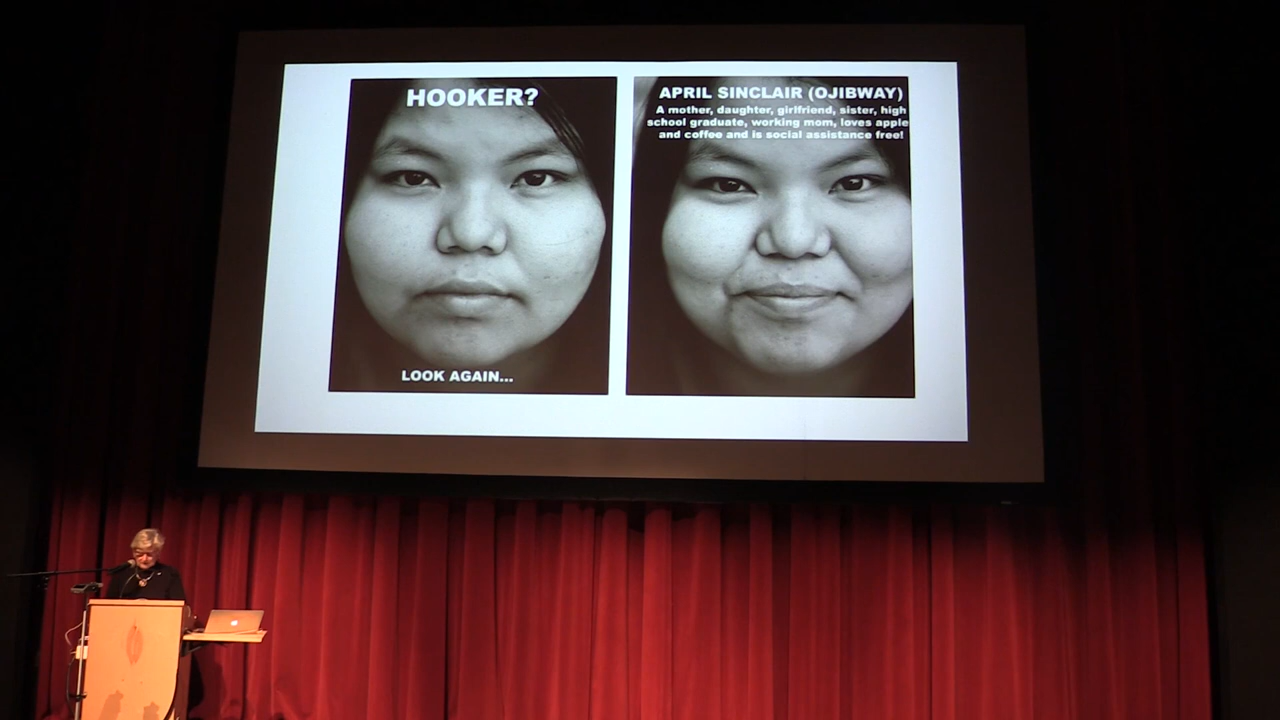 HOOKER?
LOOK AGAIN...
APRIL SINCLAIR (OJIBWAY)
A mother, daughter, girlfriend, sister, high
school graduate, working mom, loves apple
and coffee and is social assistance free!